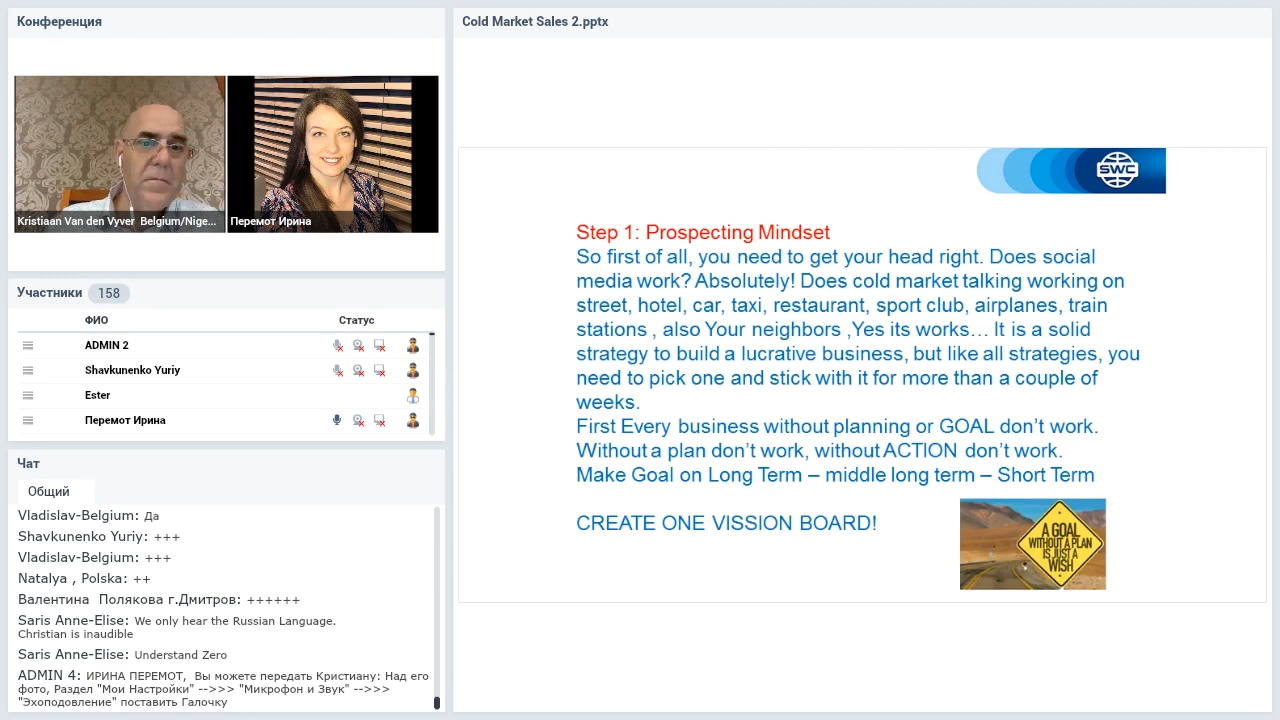 Конференция
Kristiaan Van den Vyver Belgium/Nige...
Перемот Ирина
Участники 158
ФИО Статус
ADMIN 2
Shavkunenko Yuriy
Ester
Перемот Ирина
Чат
Общий
Vladislav-Belgium: Да
Shavkunenko Yuriy: +++
Vladislav-Belgium: +++
Natalya , Polska: ++
Валентина Полякова г.Дмитров: ++++++
Saris Anne-Elise: We only hear the Russian Language.
Christian is inaudible
Saris Anne-Elise: Understand Zero
ADMIN 4: ИРИНА ПЕРЕМОТ, Вы можете передать Кристиану: Над его
фото, Раздел "Мои Настройки" -->>> "Микрофон и Звук" -->>>
"Эхоподовление" поставить Галочку
Cold Market Sales 2.pptx
SWC
Step 1: Prospecting Mindset
So first of all, you need to get your head right. Does social
media work? Absolutely! Does cold market talking working on
street, hotel, car, taxi, restaurant, sport club, airplanes, train
stations , also Your neighbors ,Yes its works… It is a solid
strategy to build a lucrative business, but like all strategies, you
need to pick one and stick with it for more than a couple of
weeks.
First Every business without planning or GOAL don’t work.
Without a plan don’t work, without ACTION don’t work.
Make Goal on Long Term – middle long term – Short Term
CREATE ONE VISSION BOARD!
A GOAL
WITHOUT A PLAN
IS JUST A
WISH